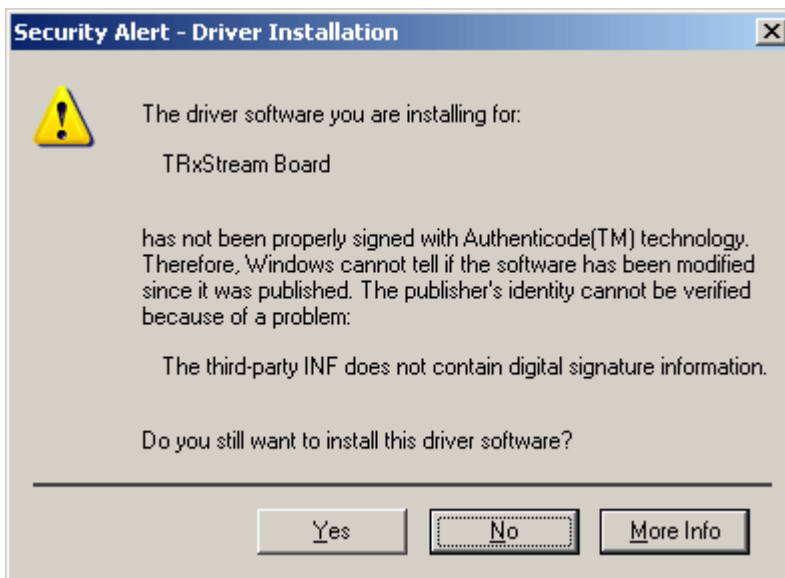 Security Alert - Driver Installation
The driver software you are installing for:
TRxStream Board
has not been properly signed with Authenticode(TM) technology.
Therefore, Windows cannot tell if the software has been modified
since it was published. The publisher's identity cannot be verified
because of a problem:
The third-party INF does not contain digital signature information.
Do you still want to install this driver software?
Yes No More Info